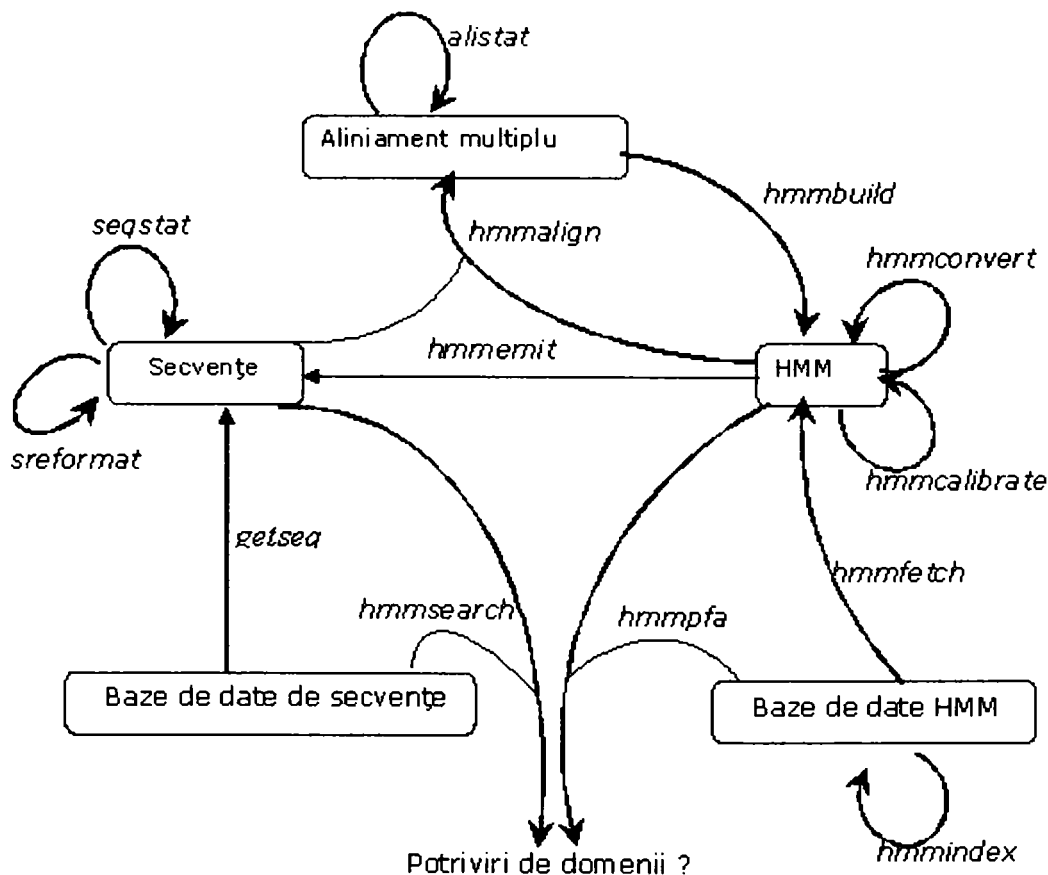 alistat
Aliniament multiplu
hmmbuild
seqstat
hmmalign
hmmconvert
hmmemit
Secvenţe
HMM
sreformat
hmmcalibrate
getseq
hmmfetch
hmmsearch
hmmpfa
Baze de date de secvenţe
Baze de date HMM
hmmindex
Potriviri de domenii ?